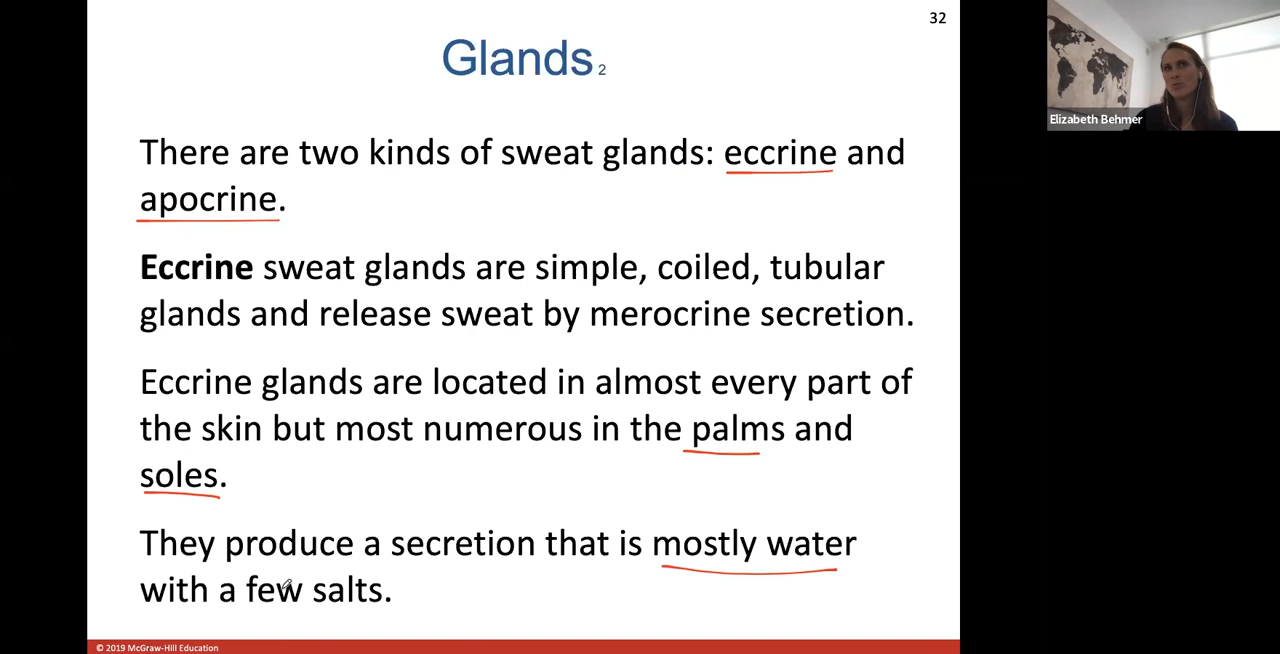 32
Glands 2
Elizabeth Behmer
There are two kinds of sweat glands: eccrine and
apocrine.
Eccrine sweat glands are simple, coiled, tubular
glands and release sweat by merocrine secretion.
Eccrine glands are located in almost every part of
the skin but most numerous in the palms and
soles.
They produce a secretion that is mostly water
with a few salts.
© 2019 McGraw-Hill Education